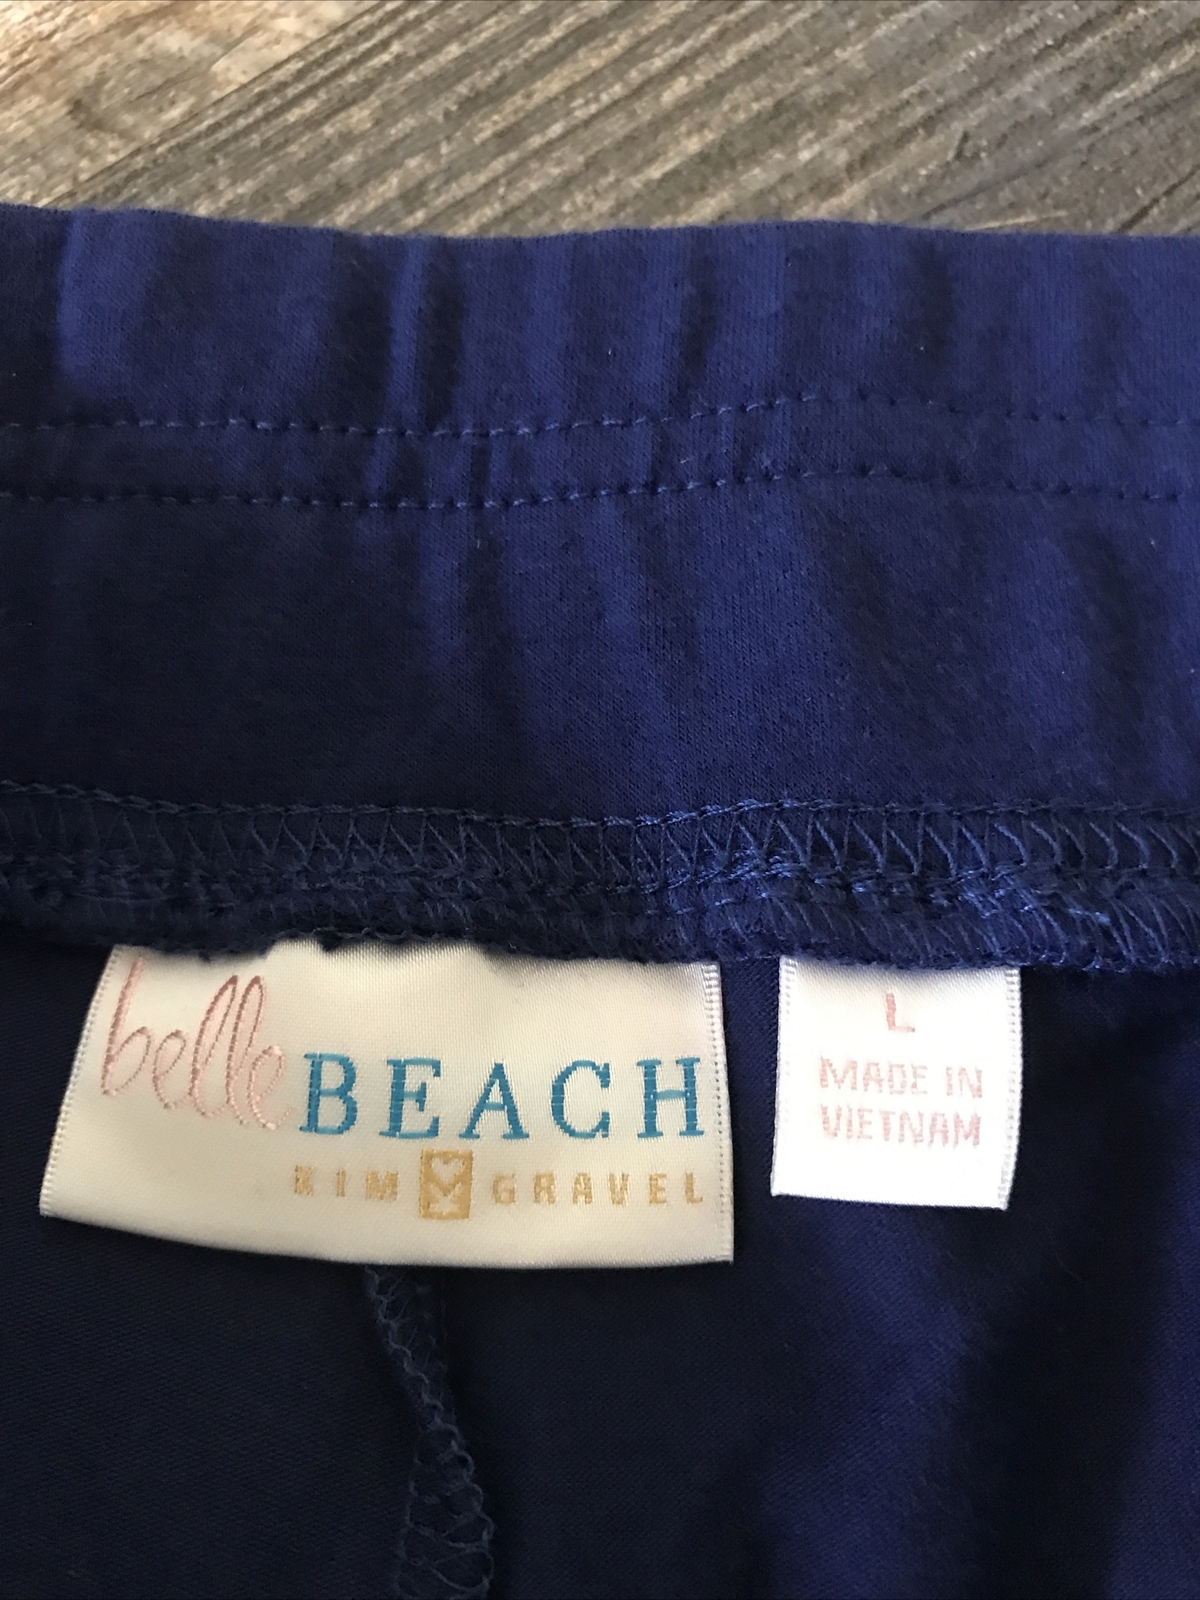 belle BEACH
KIM GRAVEL
L
MADE IN
VIETNAM